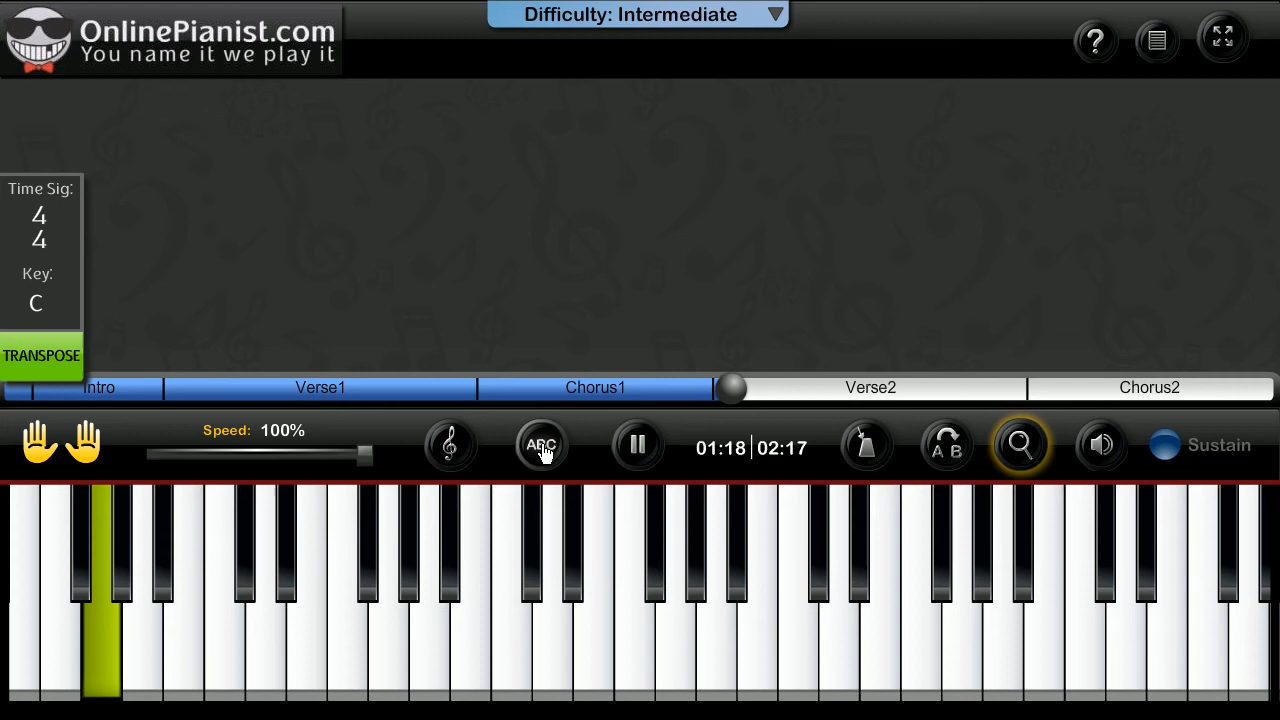 OnlinePianist.com
You name it we play it
Difficulty: Intermediate
?
Time Sig:
4
4
Key:
C
TRANSPOSE
Intro
Verse1
Chorus1
Verse2
Chorus2
Speed: 100%
ABC
01:18|02:17
A B
Sustain